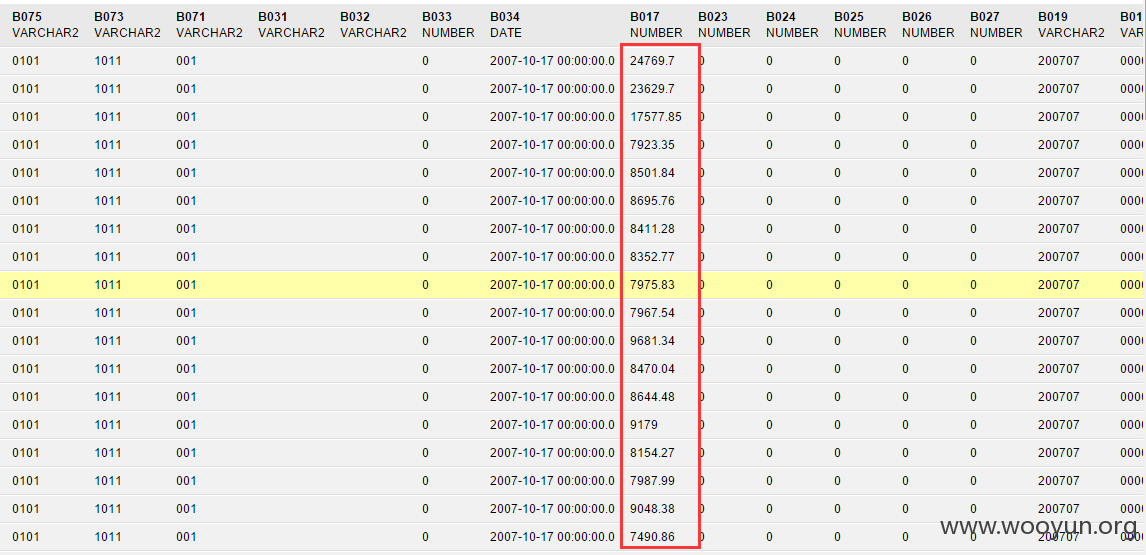 B075 B073 B071 B031 B032 B033 B034 B017 B023 B024 B025 B026 B027 B019 B01
VARCHAR2 VARCHAR2 VARCHAR2 VARCHAR2 VARCHAR2 NUMBER DATE NUMBER NUMBER NUMBER NUMBER NUMBER NUMBER VARCHAR2 VAR
0101 1011 001 0 2007-10-17 00:00:00.0 24769.7 0 0 0 0 0 200707 000
0101 1011 001 0 2007-10-17 00:00:00.0 23629.7 0 0 0 0 0 200707 000
0101 1011 001 0 2007-10-17 00:00:00.0 17577.85 0 0 0 0 0 200707 000
0101 1011 001 0 2007-10-17 00:00:00.0 7923.35 0 0 0 0 0 200707 000
0101 1011 001 0 2007-10-17 00:00:00.0 8501.84 0 0 0 0 0 200707 000
0101 1011 001 0 2007-10-17 00:00:00.0 8695.76 0 0 0 0 0 200707 000
0101 1011 001 0 2007-10-17 00:00:00.0 8411.28 0 0 0 0 0 200707 000
0101 1011 001 0 2007-10-17 00:00:00.0 8352.77 0 0 0 0 0 200707 000
0101 1011 001 0 2007-10-17 00:00:00.0 7975.83 0 0 0 0 0 200707 000
0101 1011 001 0 2007-10-17 00:00:00.0 7967.54 0 0 0 0 0 200707 000
0101 1011 001 0 2007-10-17 00:00:00.0 9681.34 0 0 0 0 0 200707 000
0101 1011 001 0 2007-10-17 00:00:00.0 8470.04 0 0 0 0 0 200707 000
0101 1011 001 0 2007-10-17 00:00:00.0 8644.48 0 0 0 0 0 200707 000
0101 1011 001 0 2007-10-17 00:00:00.0 9179 0 0 0 0 0 200707 000
0101 1011 001 0 2007-10-17 00:00:00.0 8154.27 0 0 0 0 0 200707 000
0101 1011 001 0 2007-10-17 00:00:00.0 7987.99 0 0 0 0 0 200707 000
0101 1011 001 0 2007-10-17 00:00:00.0 9048.38 0 0 0 0 0 200707 000
www.wooyun.org
0101 1011 001 0 2007-10-17 00:00:00.0 7490.86 0 0 0 0 0 200707 000